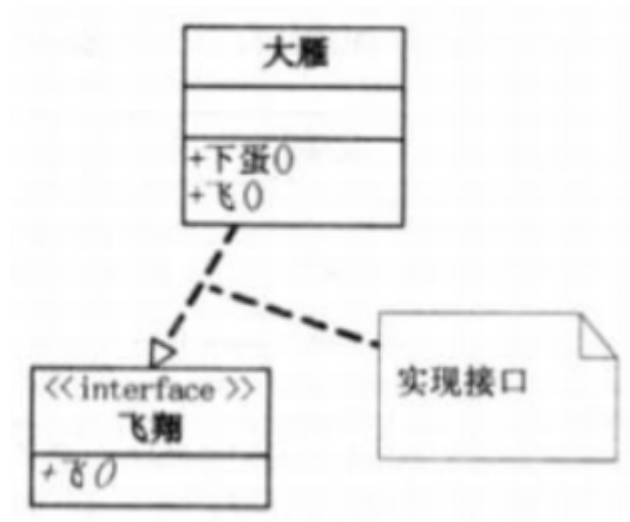 大雁
+下蛋()
+飞()
实现接口
<<interface >>
飞翔
+飞()